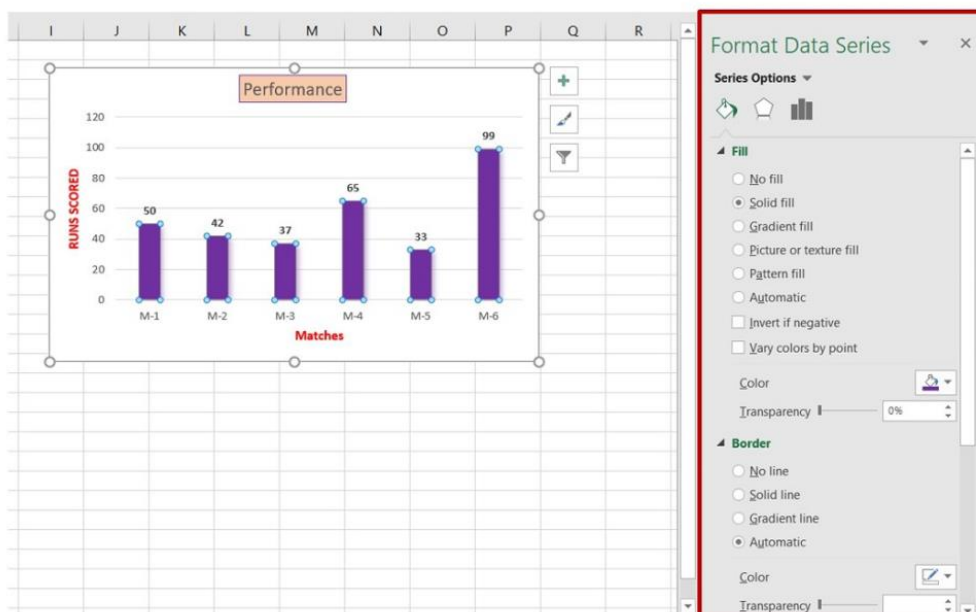 I J K L M N O P Q R
Performance
120
100
80
60
40
20
0
RUNS SCORED
50
42
37
65
33
99
M-1 M-2 M-3 M-4 M-5 M-6
Matches
Format Data Series
Series Options
Fill
No fill
Solid fill
Gradient fill
Picture or texture fill
Pattern fill
Automatic
Invert if negative
Vary colors by point
Color
Transparency 0%
Border
No line
Solid line
Gradient line
Automatic
Color
Transparency